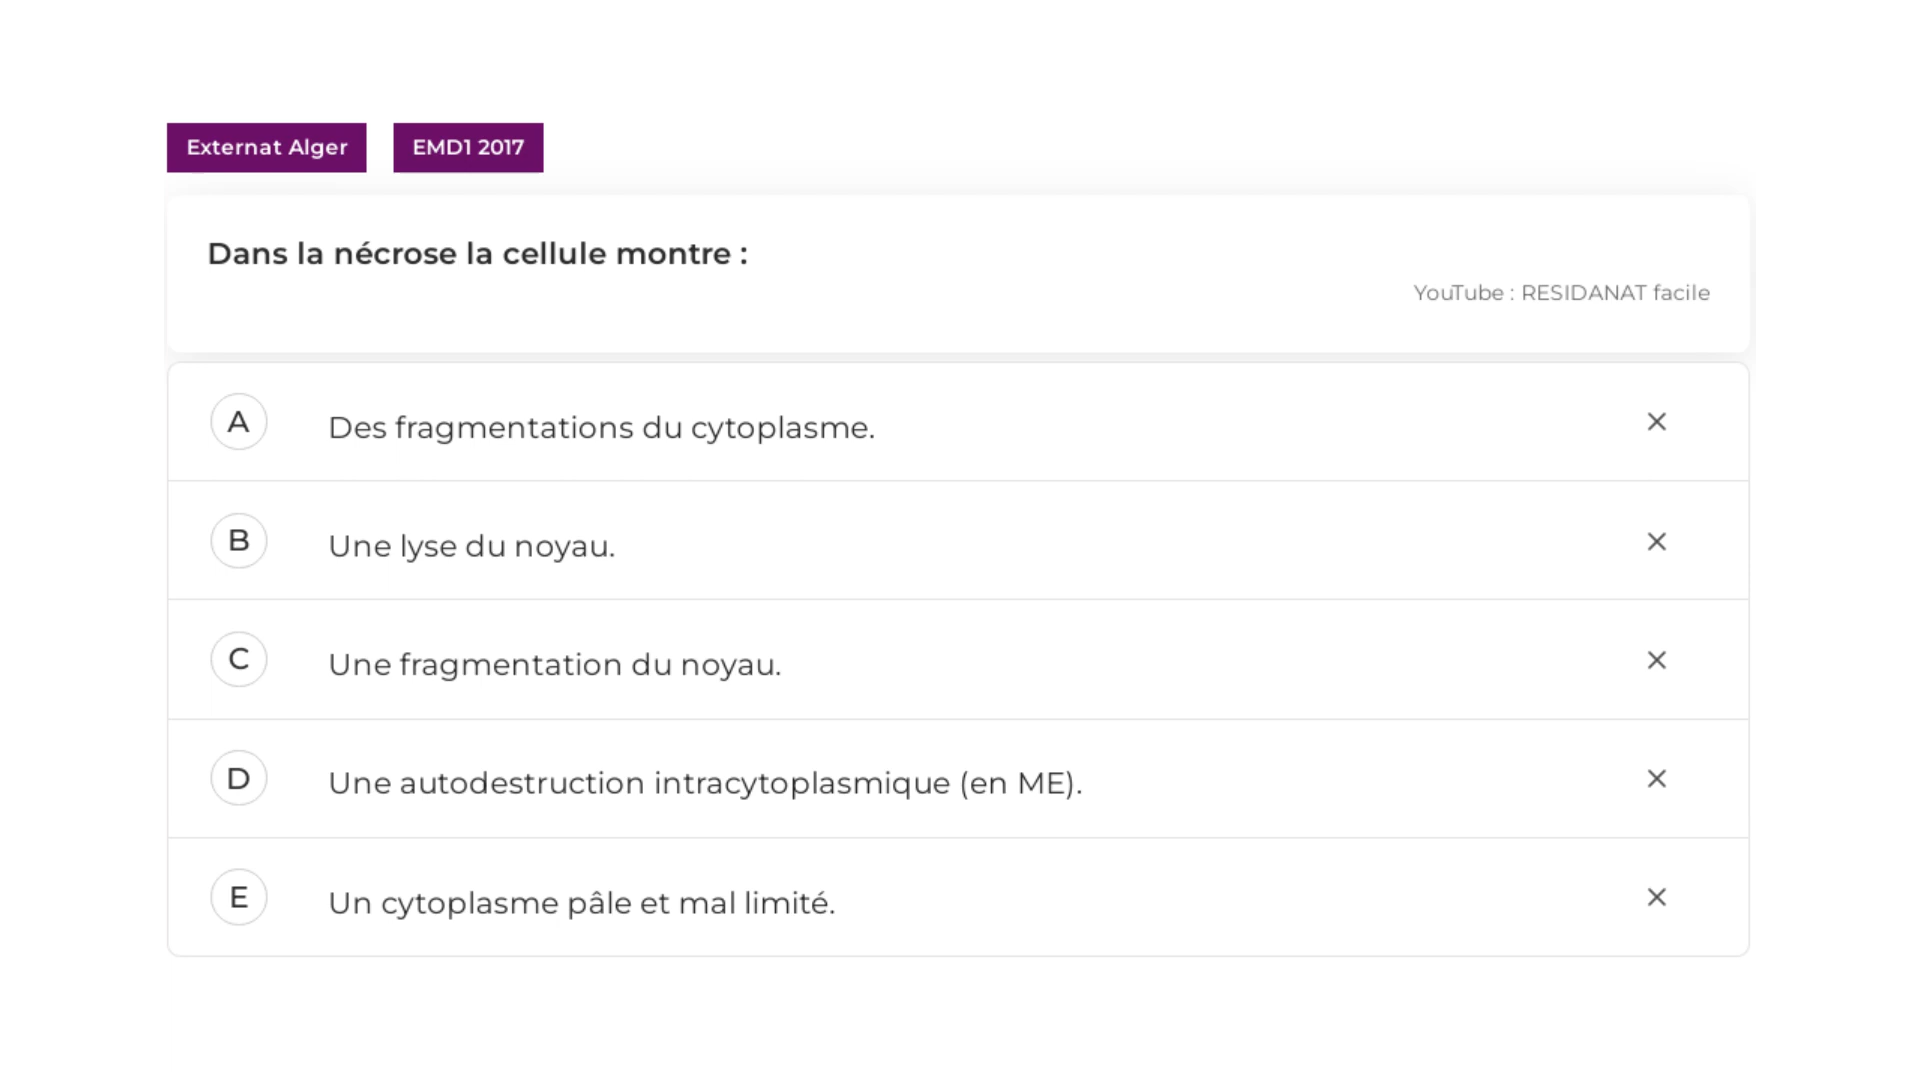 Externat Alger EMD1 2017
Dans la nécrose la cellule montre :
YouTube : RESIDANAT facile
A Des fragmentations du cytoplasme.
B Une lyse du noyau.
C Une fragmentation du noyau.
D Une autodestruction intracytoplasmique (en ME).
E Un cytoplasme pâle et mal limité.